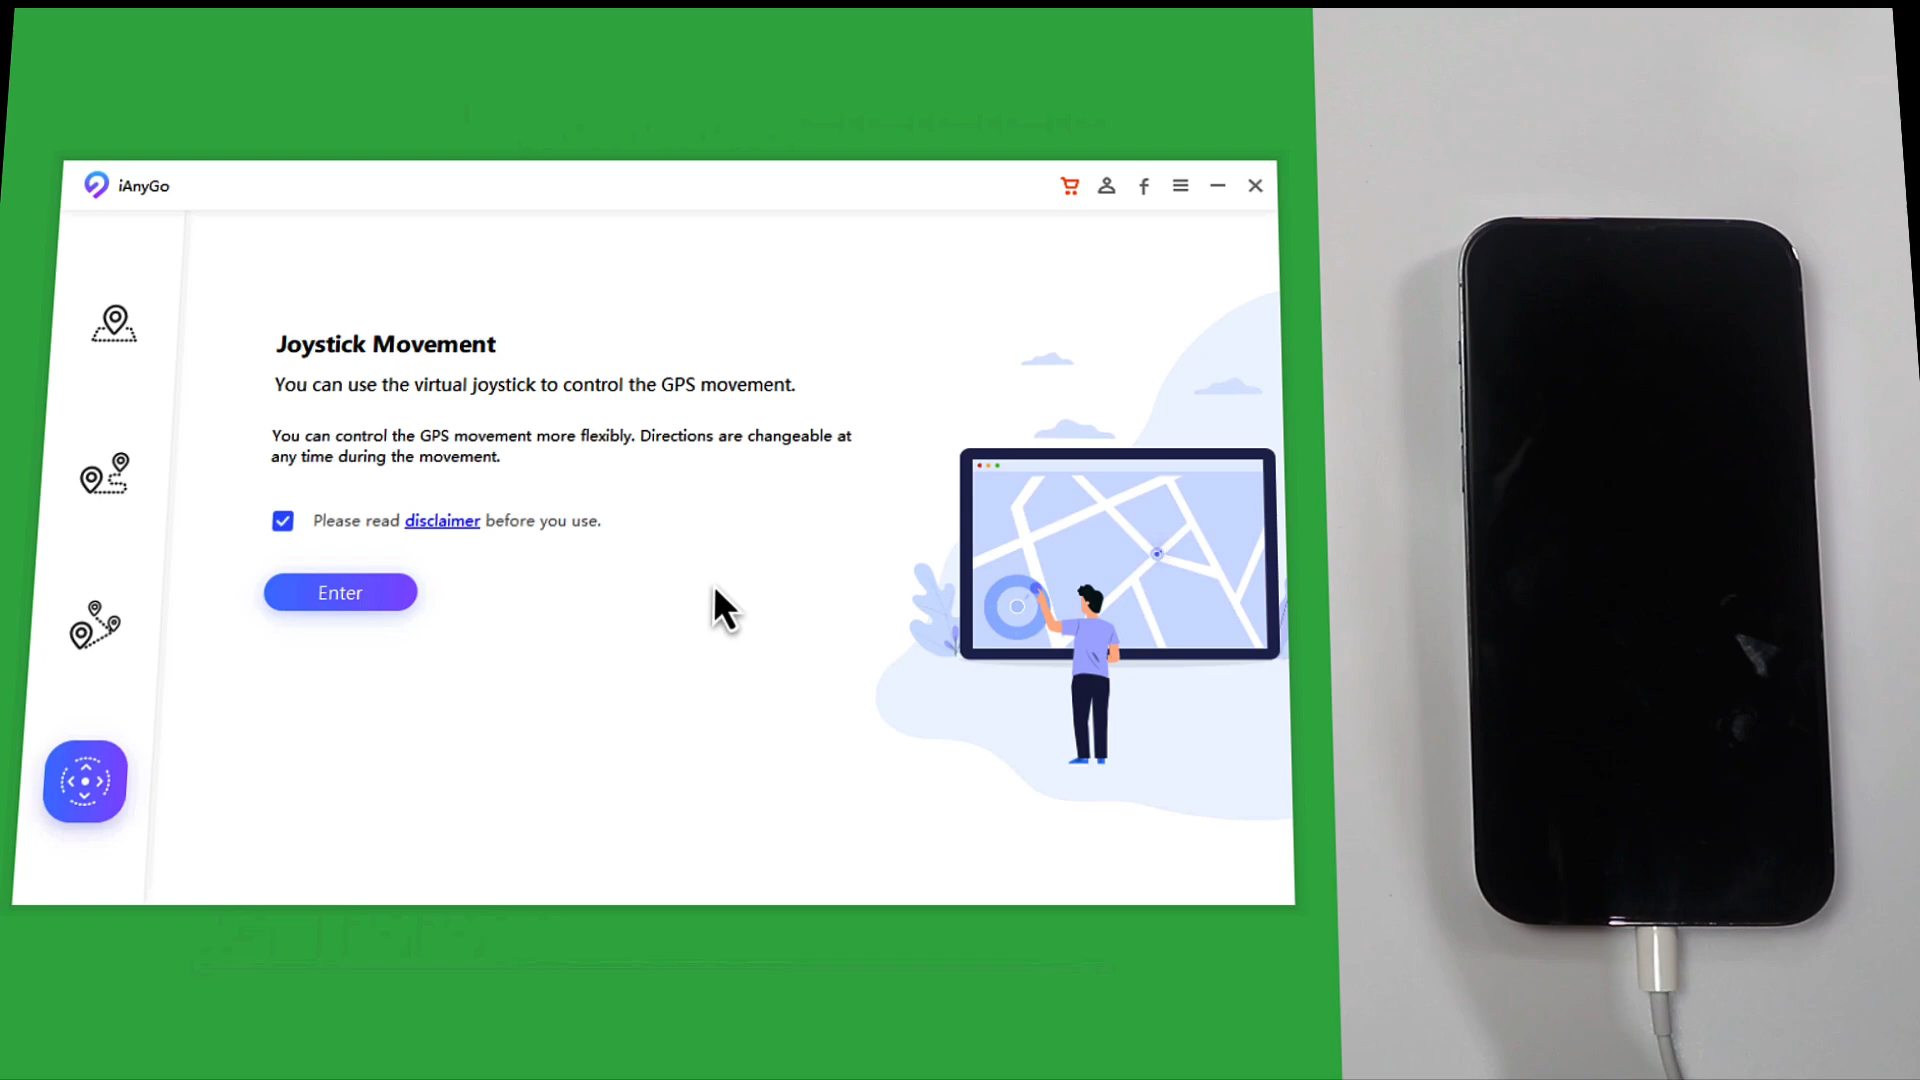 iAnyGo
Joystick Movement
You can use the virtual joystick to control the GPS movement.
You can control the GPS movement more flexibly. Directions are changeable at
any time during the movement.
Please read disclaimer before you use.
Enter